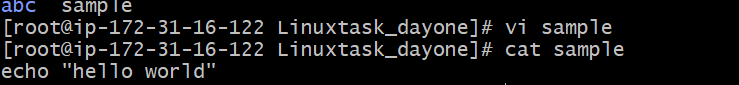 abc  sample
[root@ip-172-31-16-122 Linuxtask_dayone]# vi sample
[root@ip-172-31-16-122 Linuxtask_dayone]# cat sample
echo "hello world"